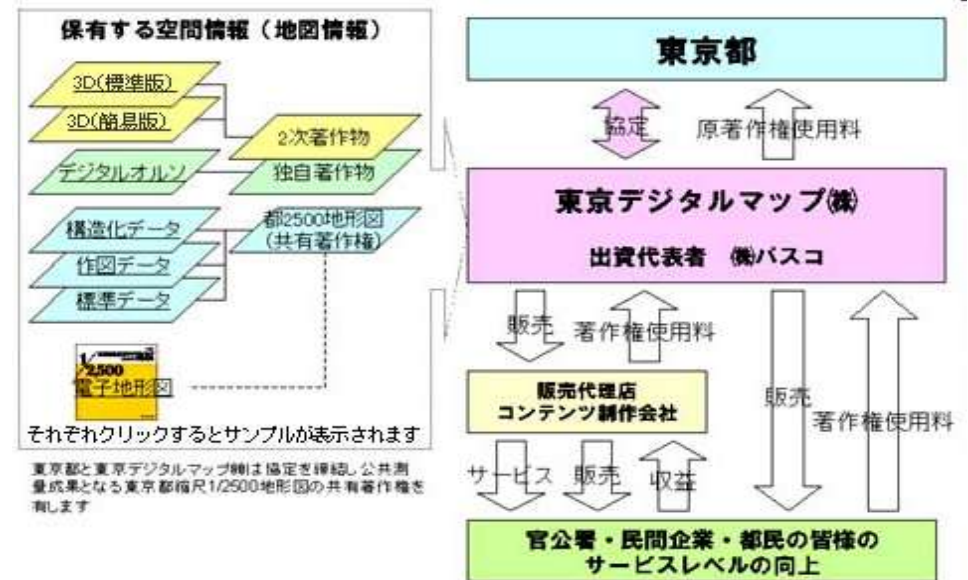 保有する空間情報（地図情報）
3D(標準版)
3D(簡易版)
2次著作物
デジタルオルソ
独自著作物
構造化データ
都2500地形図
(共有著作権)
作図データ
標準データ
1/
2,500
電子地形図
それぞれクリックするとサンプルが表示されます
東京都と東京デジタルマップ㈱は協定を締結し公共測
量成果となる東京都縮尺1/2500地形図の共有著作権を
有します
東京都
協定
原著作権使用料
東京デジタルマップ㈱
出資代表者 ㈱パスコ
販売
著作権使用料
販売代理店
コンテンツ制作会社
販売
著作権使用料
サービス
販売
収益
官公署・民間企業・都民の皆様の
サービスレベルの向上